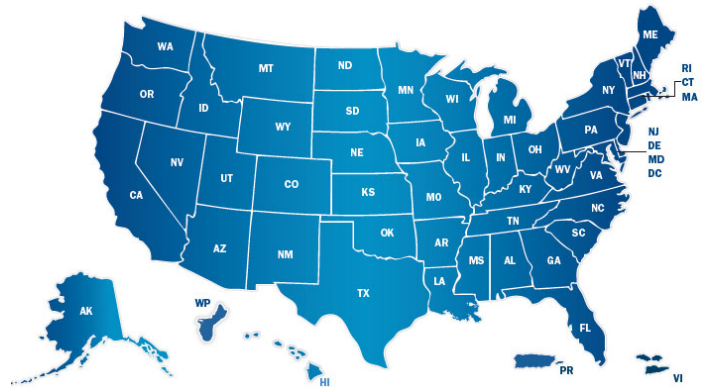 WA
MT
ND
MN
ME
VT
NH
RI
CT
MA
OR
ID
SD
WI
MI
NY
WY
IA
PA
NJ
DE
MD
DC
NV
UT
CO
NE
IL
IN
OH
WV
VA
CA
KS
MO
KY
NC
AZ
NM
OK
AR
TN
SC
TX
LA
MS
AL
GA
FL
AK
WP
HI
PR
VI